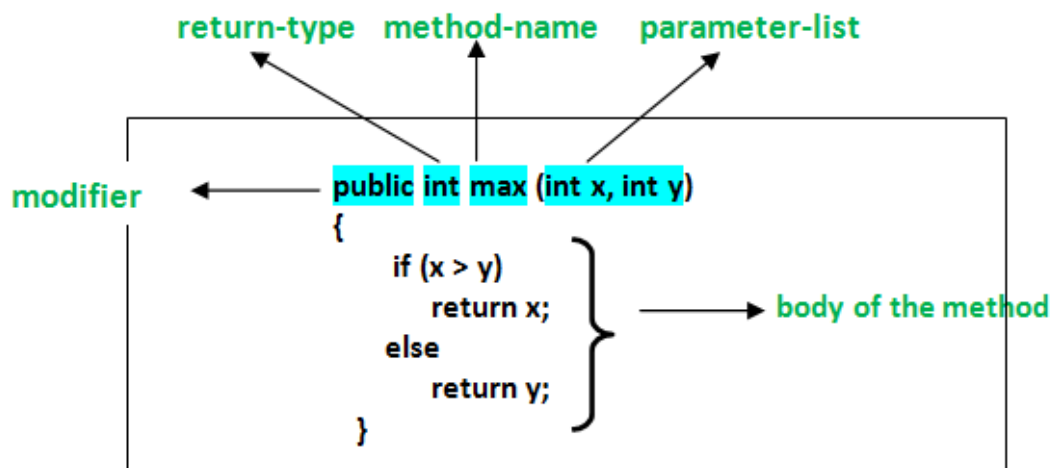 return-type method-name parameter-list
modifier
public int max (int x, int y)
{
if (x > y)
return x;
else
return y;
}
body of the method